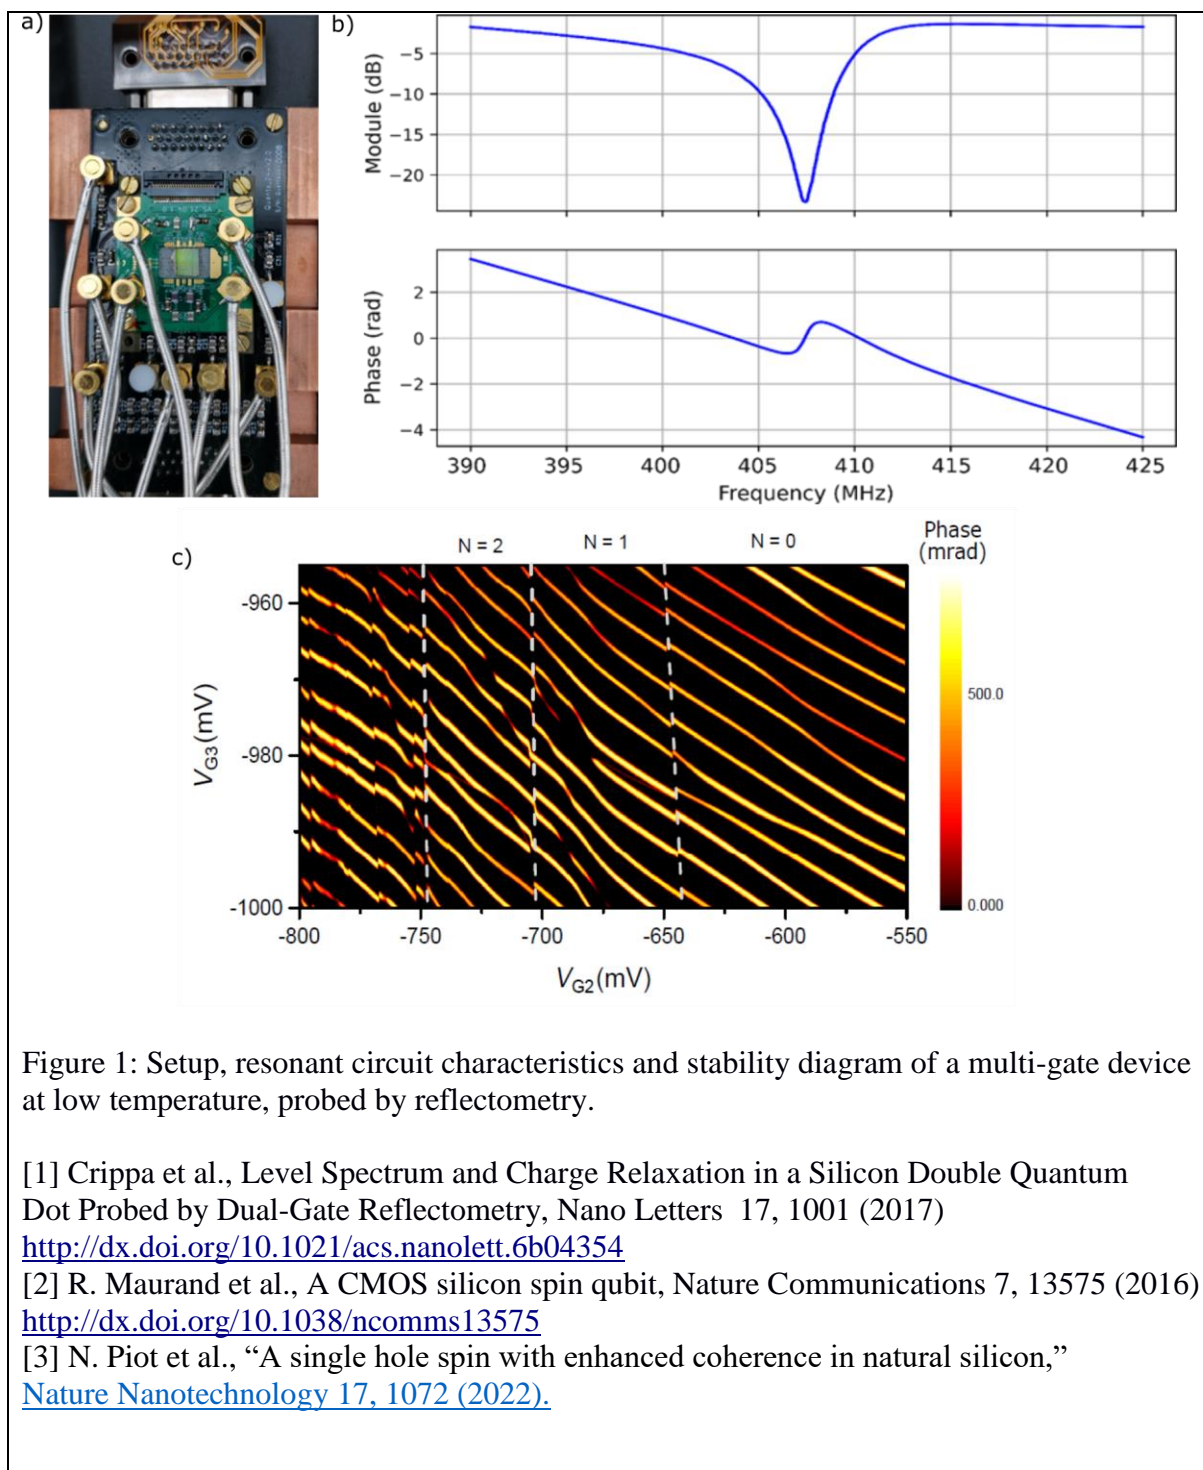 a)
b)
Module (dB)
−5
−10
−15
−20
Phase (rad)
2
0
−2
−4
390 395 400 405 410 415 420 425
Frequency (MHz)
c)
N = 2 N = 1 N = 0
Phase
(mrad)
500.0
0.000
VG3(mV)
-960
-980
-1000
-800 -750 -700 -650 -600 -550
VG2(mV)
Figure 1: Setup, resonant circuit characteristics and stability diagram of a multi-gate device
at low temperature, probed by reflectometry.
[1] Crippa et al., Level Spectrum and Charge Relaxation in a Silicon Double Quantum
Dot Probed by Dual-Gate Reflectometry, Nano Letters 17, 1001 (2017)
http://dx.doi.org/10.1021/acs.nanolett.6b04354
[2] R. Maurand et al., A CMOS silicon spin qubit, Nature Communications 7, 13575 (2016)
http://dx.doi.org/10.1038/ncomms13575
[3] N. Piot et al., “A single hole spin with enhanced coherence in natural silicon,”
Nature Nanotechnology 17, 1072 (2022).